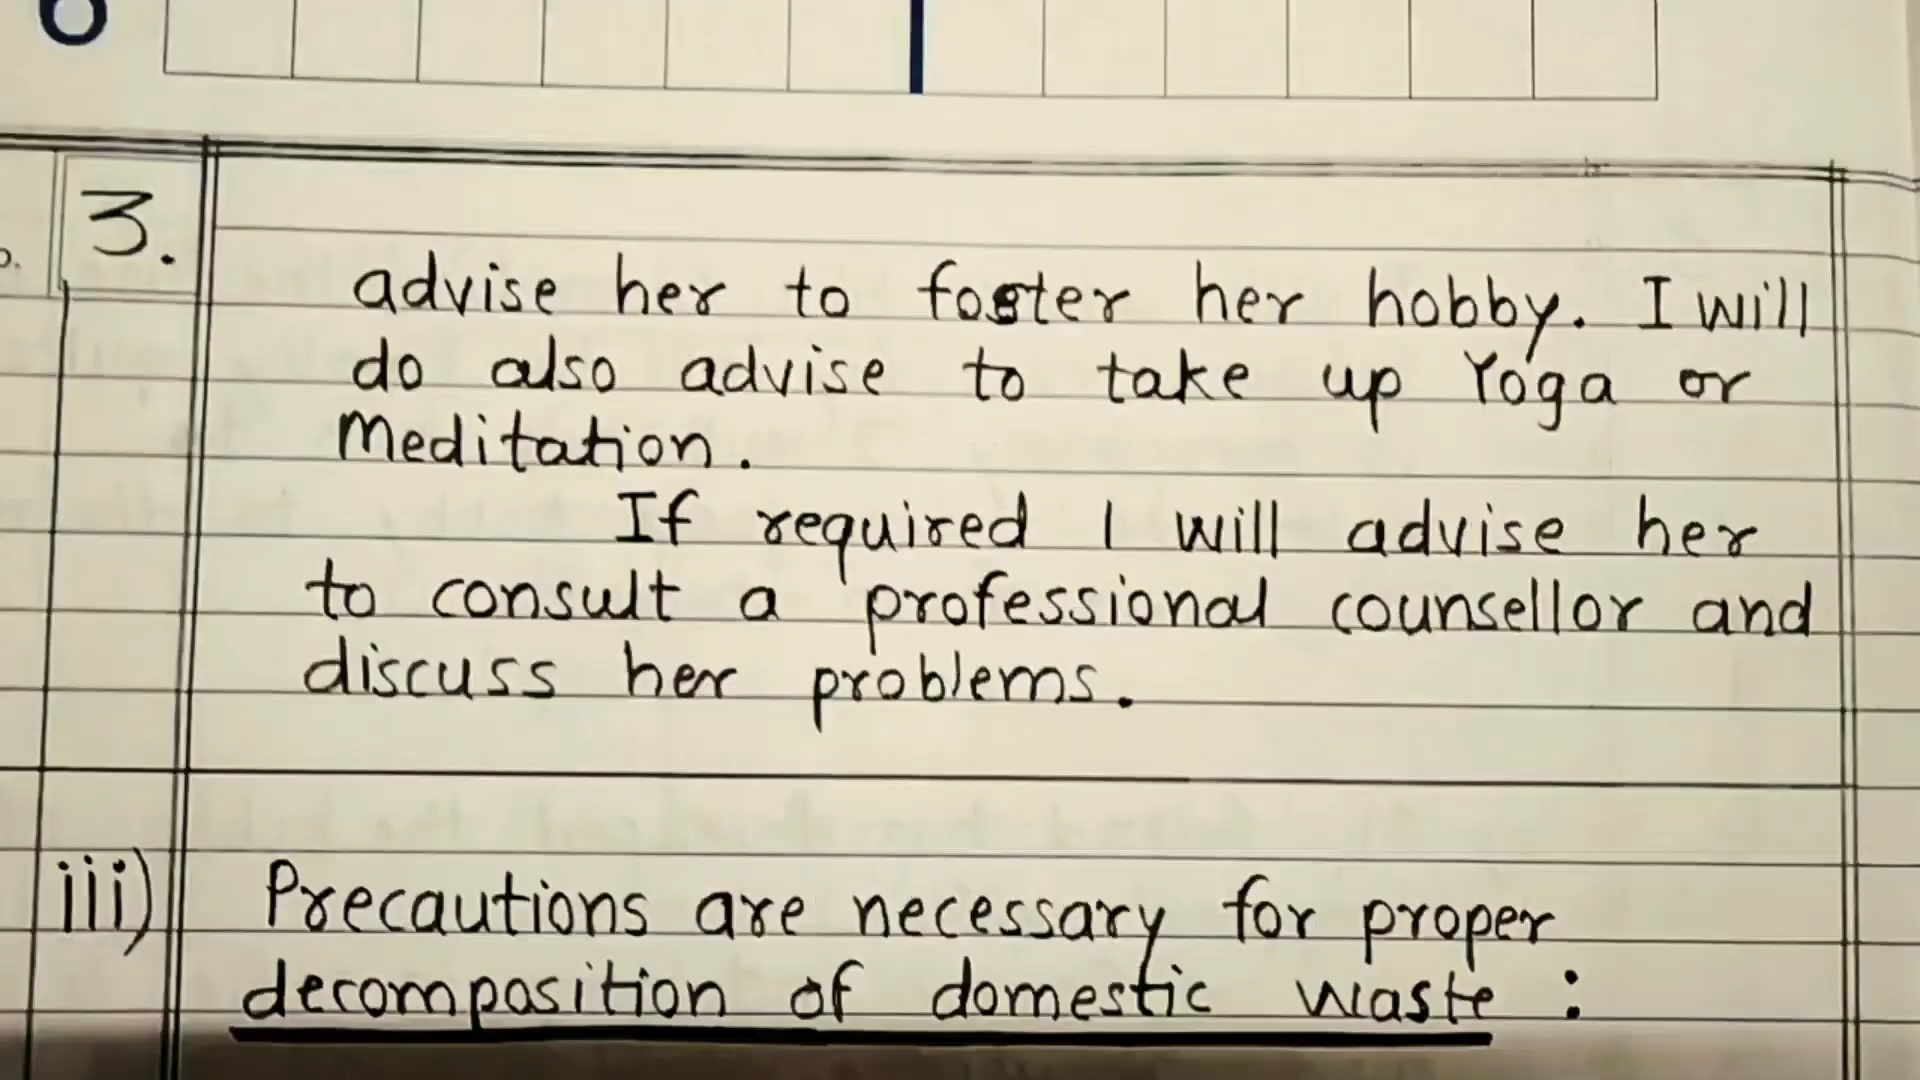 3.
advise her to foster her hobby. I will
do also advise to take up Yoga or
Meditation.
If required I will advise her
to consult a professional counsellor and
discuss her problems.
iii) Precautions are necessary for proper
decomposition of domestic waste :